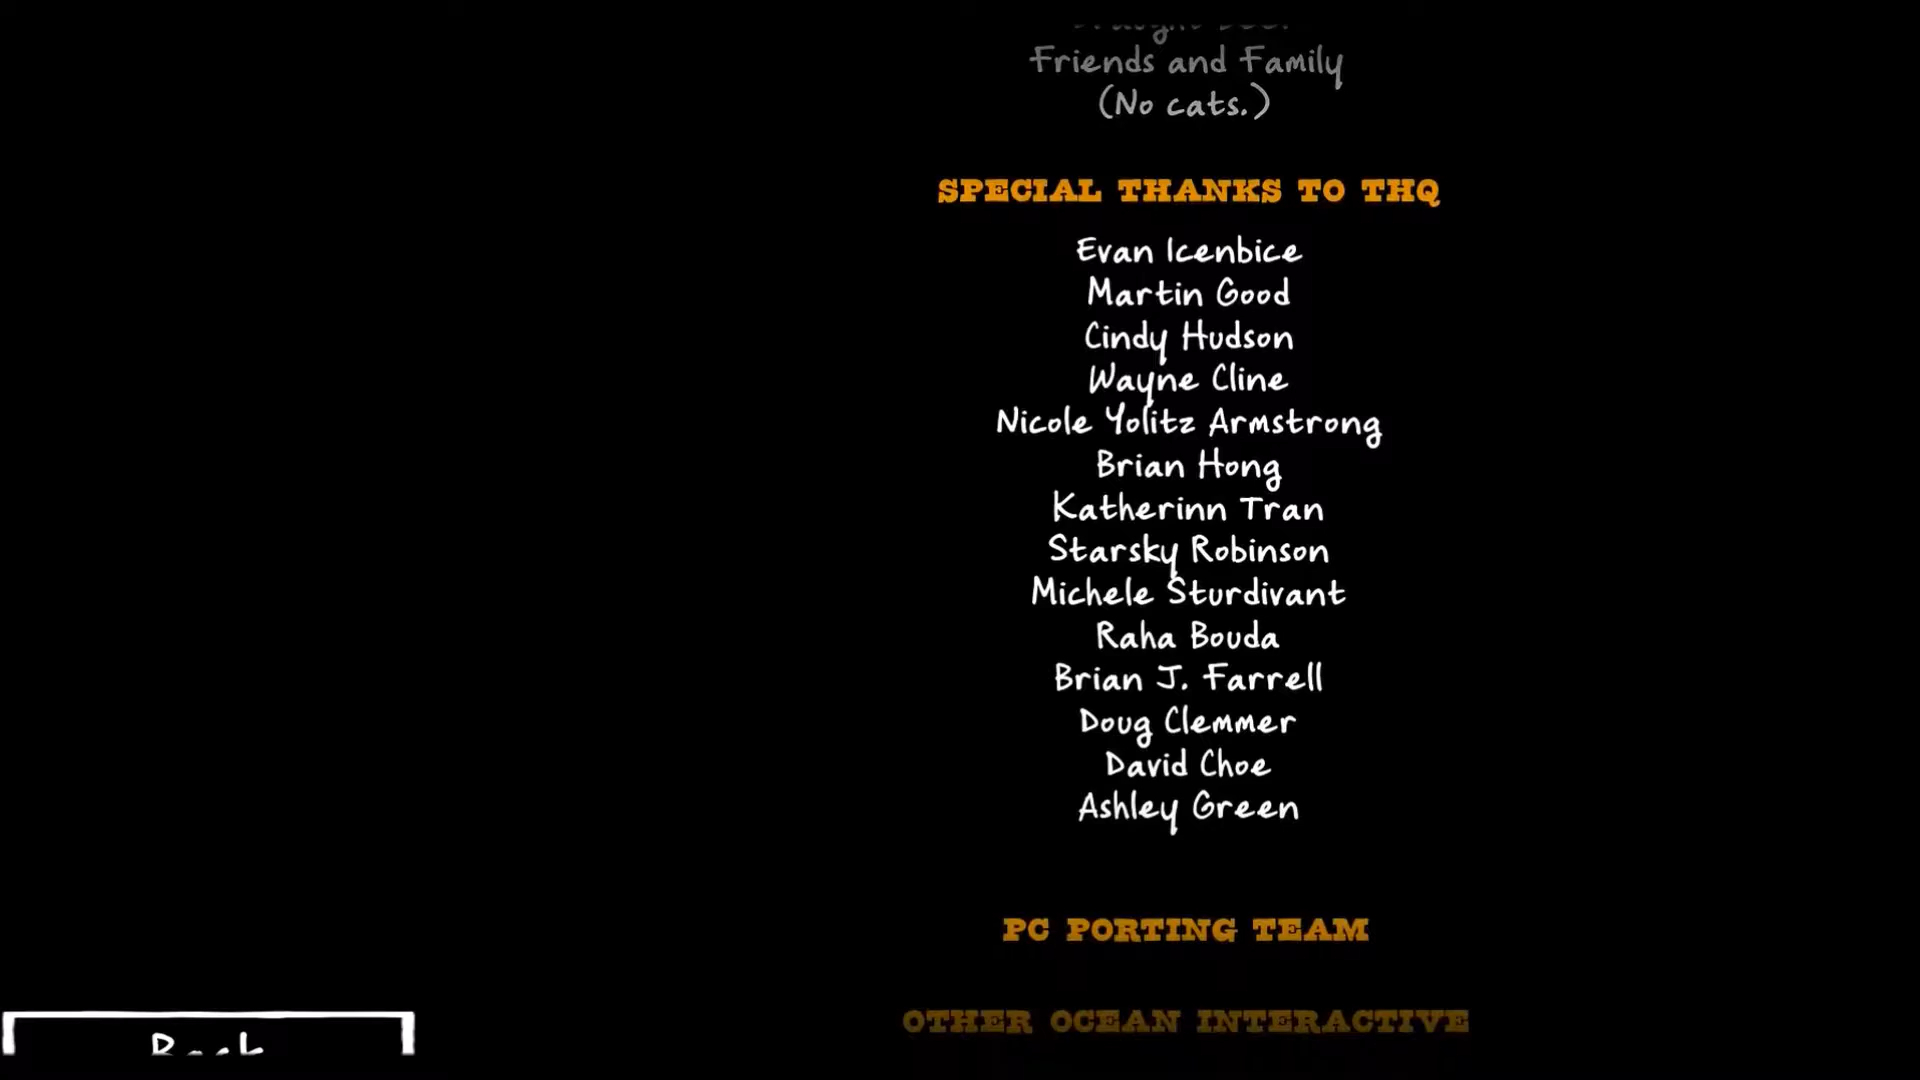 Friends and Family
(No cats.)
SPECIAL THANKS TO THQ
Evan Icenbice
Martin Good
Cindy Hudson
Wayne Cline
Nicole Yolitz Armstrong
Brian Hong
Katherinn Tran
Starsky Robinson
Michele Sturdivant
Raha Bouda
Brian J. Farrell
Doug Clemmer
David Choe
Ashley Green
PC PORTING TEAM
OTHER OCEAN INTERACTIVE
Back